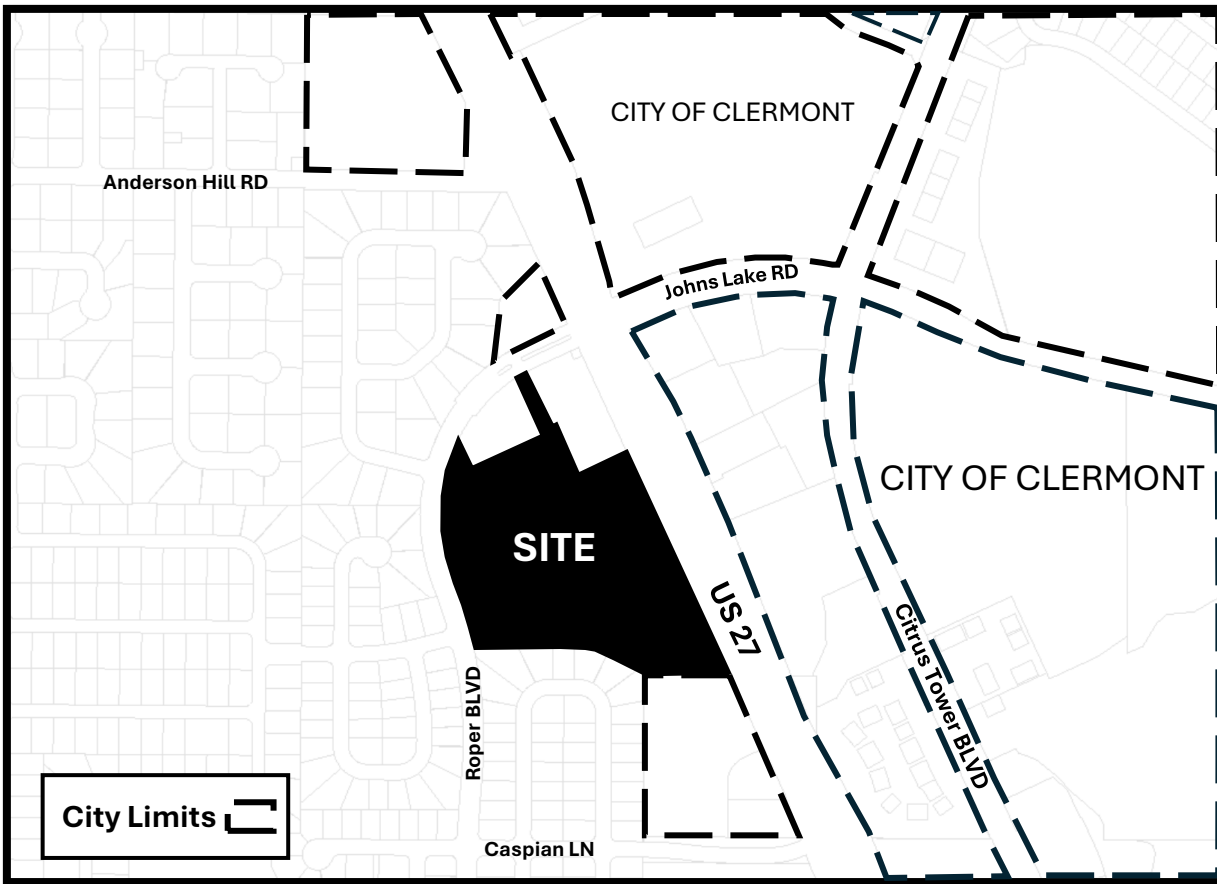 CITY OF CLERMONT
Anderson Hill RD
Johns Lake RD
CITY OF CLERMONT
SITE
US 27
Citrus Tower BLVD
Roper BLVD
City Limits
Caspian LN